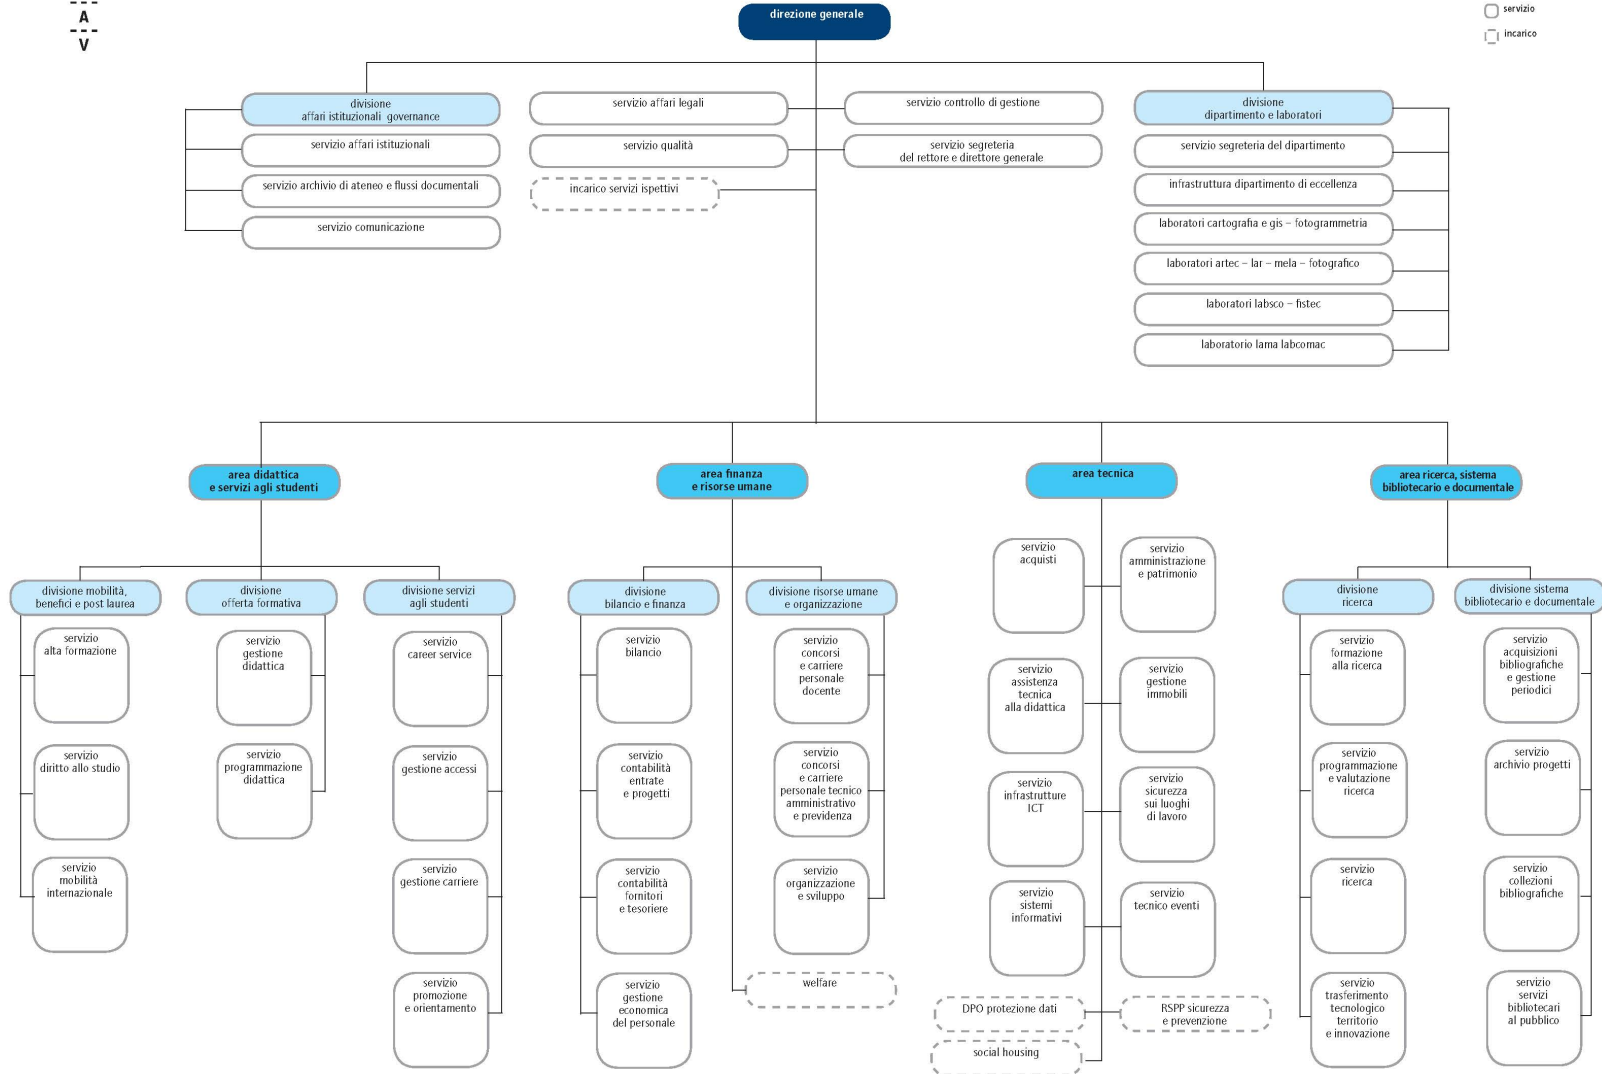 A
V
direzione generale
servizio
incarico
divisione
affari istituzionali governance
servizio affari istituzionali
servizio archivio di ateneo e flussi documentali
servizio comunicazione
servizio affari legali
servizio controllo di gestione
servizio qualità
servizio segreteria
del rettore e direttore generale
incarico servizi ispettivi
divisione
dipartimento e laboratori
servizio segreteria del dipartimento
infrastruttura dipartimento di eccellenza
laboratori cartografia e gis – fotogrammetria
laboratori artec – lar – mela – fotografico
laboratori labsco – fistec
laboratorio lama labcomac
area didattica
e servizi agli studenti
area finanza
e risorse umane
area tecnica
area ricerca, sistema
bibliotecario e documentale
divisione mobilità,
benefici e post laurea
servizio
alta formazione
servizio
diritto allo studio
servizio
mobilità
internazionale
divisione
offerta formativa
servizio
gestione
didattica
servizio
programmazione
didattica
divisione servizi
agli studenti
servizio
career service
servizio
gestione accessi
servizio
gestione carriere
servizio
promozione
e orientamento
divisione
bilancio e finanza
servizio
bilancio
servizio
contabilità
entrate
e progetti
servizio
contabilità
fornitori
e tesoriere
servizio
gestione
economica
del personale
divisione risorse umane
e organizzazione
servizio
concorsi
e carriere
personale
docente
servizio
concorsi
e carriere
personale tecnico
amministrativo
e previdenza
servizio
organizzazione
e sviluppo
welfare
servizio
acquisti
servizio
amministrazione
e patrimonio
servizio
assistenza
tecnica
alla didattica
servizio
gestione
immobili
servizio
infrastrutture
ICT
servizio
sicurezza
sui luoghi
di lavoro
servizio
sistemi
informativi
servizio
tecnico eventi
DPO protezione dati
RSPP sicurezza
e prevenzione
social housing
divisione
ricerca
servizio
formazione
alla ricerca
servizio
programmazione
e valutazione
ricerca
servizio
ricerca
servizio
trasferimento
tecnologico
territorio
e innovazione
divisione sistema
bibliotecario e documentale
servizio
acquisizioni
bibliografiche
e gestione
periodici
servizio
archivio progetti
servizio
collezioni
bibliografiche
servizio
servizi
bibliotecari
al pubblico